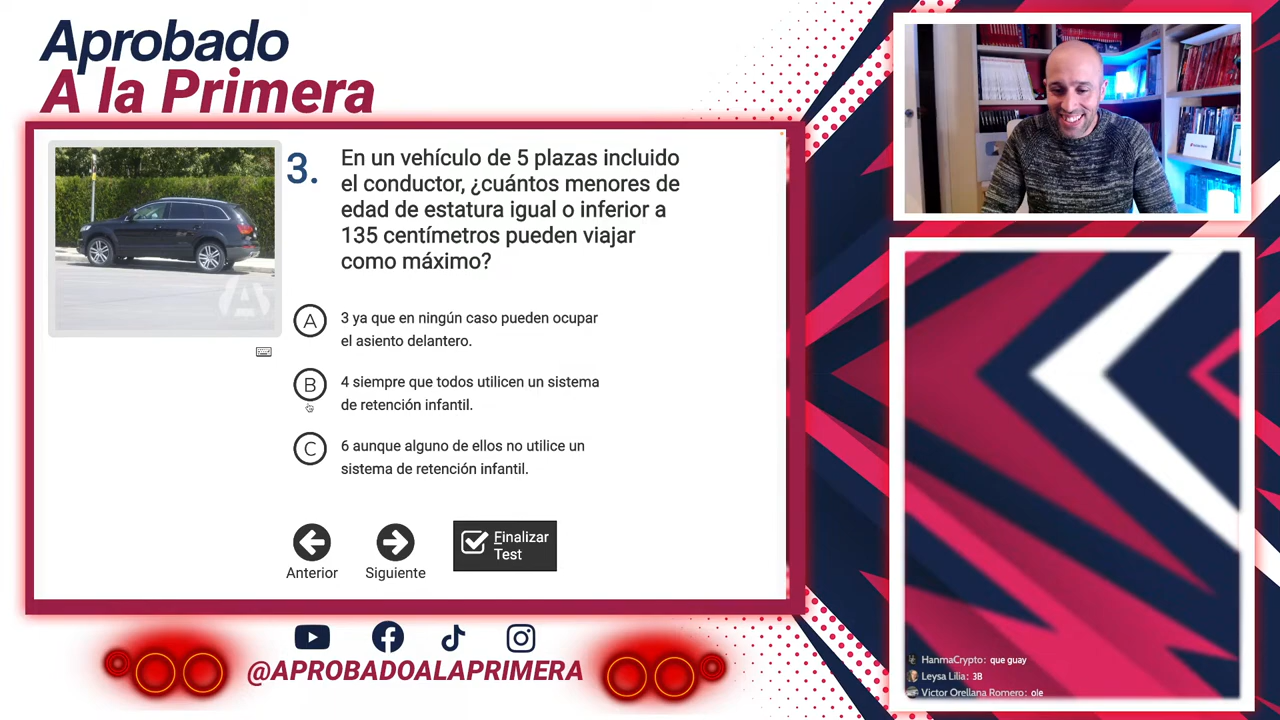 Aprobado
A la Primera
3.
En un vehículo de 5 plazas incluido
el conductor, ¿cuántos menores de
edad de estatura igual o inferior a
135 centímetros pueden viajar
como máximo?
A
3 ya que en ningún caso pueden ocupar
el asiento delantero.
B
4 siempre que todos utilicen un sistema
de retención infantil.
C
6 aunque alguno de ellos no utilice un
sistema de retención infantil.
Anterior
Siguiente
Finalizar
Test
@APROBADOALAPRIMERA
HanmaCrypto: que guay
Leysa Lilia: 3B
Victor Orellana Romero: ole